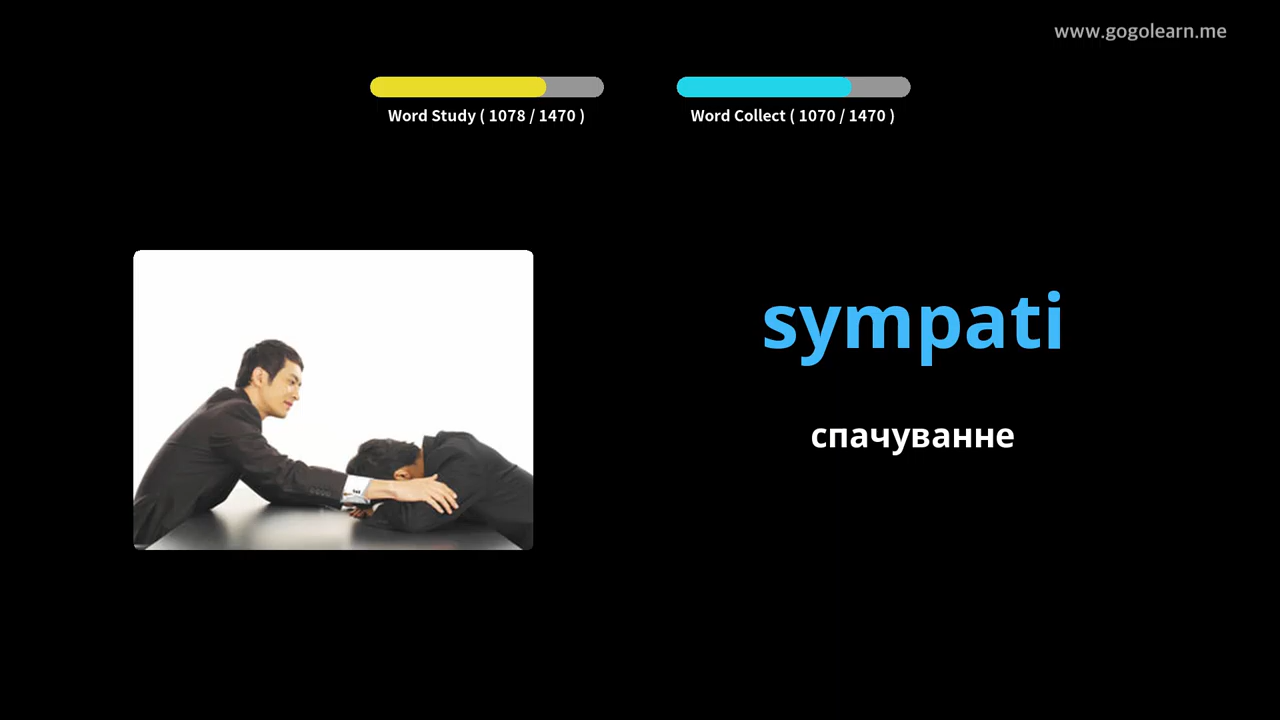 www.gogolearn.me
Word Study ( 1078 / 1470 )
Word Collect ( 1070 / 1470 )
sympati
спачуванне